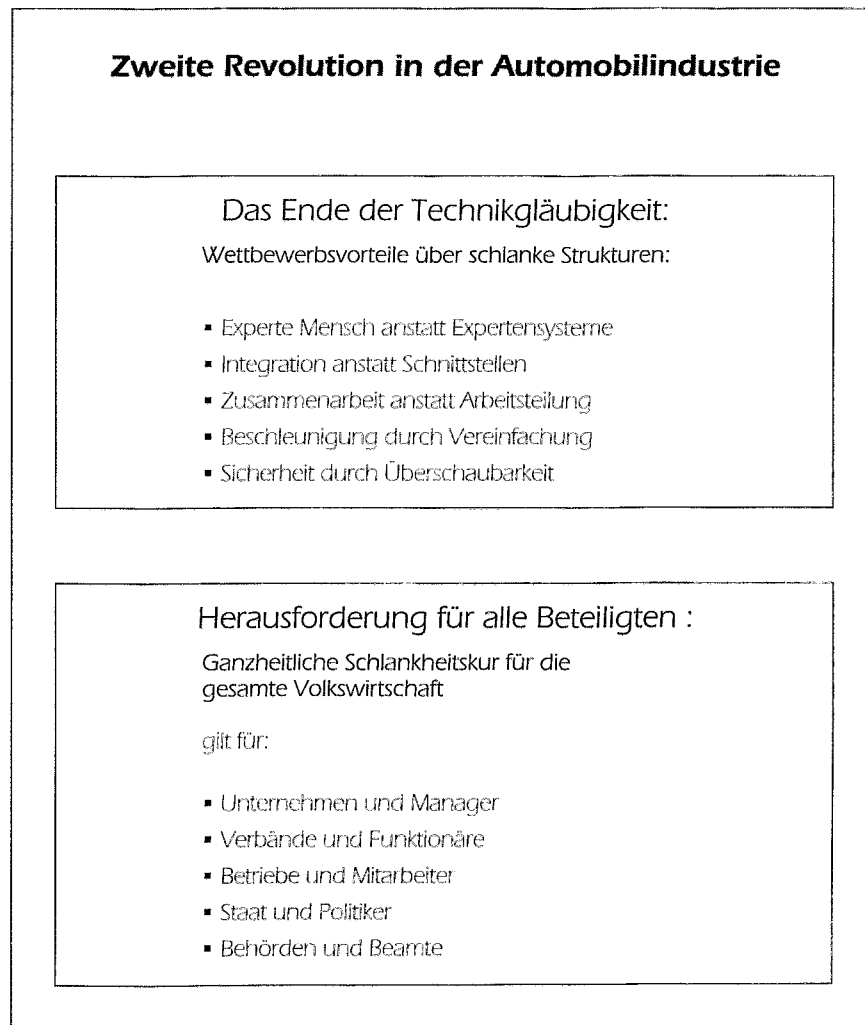 Zweite Revolution in der Automobilindustrie
Das Ende der Technikgläubigkeit:
Wettbewerbsvorteile über schlanke Strukturen:
▪ Experte Mensch anstatt Expertensysteme
▪ Integration anstatt Schnittstellen
▪ Zusammenarbeit anstatt Arbeitsteilung
▪ Beschleunigung durch Vereinfachung
▪ Sicherheit durch Überschaubarkeit
Herausforderung für alle Beteiligten :
Ganzheitliche Schlankheitskur für die
gesamte Volkswirtschaft
gilt für:
▪ Unternehmen und Manager
▪ Verbände und Funktionäre
▪ Betriebe und Mitarbeiter
▪ Staat und Politiker
▪ Behörden und Beamte